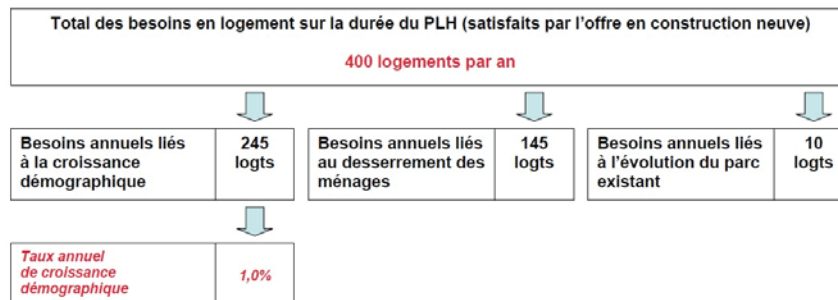 Total des besoins en logement sur la durée du PLH (satisfaits par l'offre en construction neuve)
400 logements par an
Besoins annuels liés
à la croissance
démographique
245
logts
Besoins annuels liés
au desserrement des
ménages
145
logts
Besoins annuels liés
à l'évolution du parc
existant
10
logts
Taux annuel
de croissance
démographique
1,0%